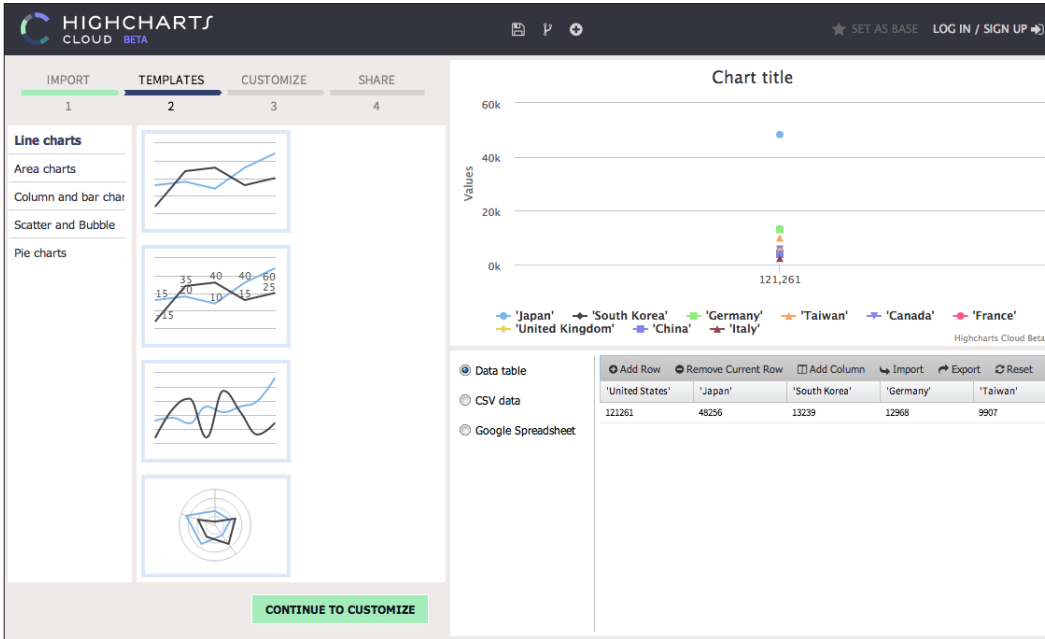 HIGHCHARTS
CLOUD BETA
SET AS BASE LOG IN / SIGN UP
IMPORT TEMPLATES CUSTOMIZE SHARE
1 2 3 4
Line charts
Area charts
Column and bar char
Scatter and Bubble
Pie charts
35 40 40 60
15 20 10 15 25
-15
CONTINUE TO CUSTOMIZE
Chart title
Values
60k
40k
20k
0k
121,261
'Japan' 'South Korea' 'Germany' 'Taiwan' 'Canada' 'France'
'United Kingdom' 'China' 'Italy'
Highcharts Cloud Beta
Data table
CSV data
Google Spreadsheet
Add Row Remove Current Row Add Column Import Export Reset
'United States' 'Japan' 'South Korea' 'Germany' 'Taiwan'
121261 48256 13239 12968 9907